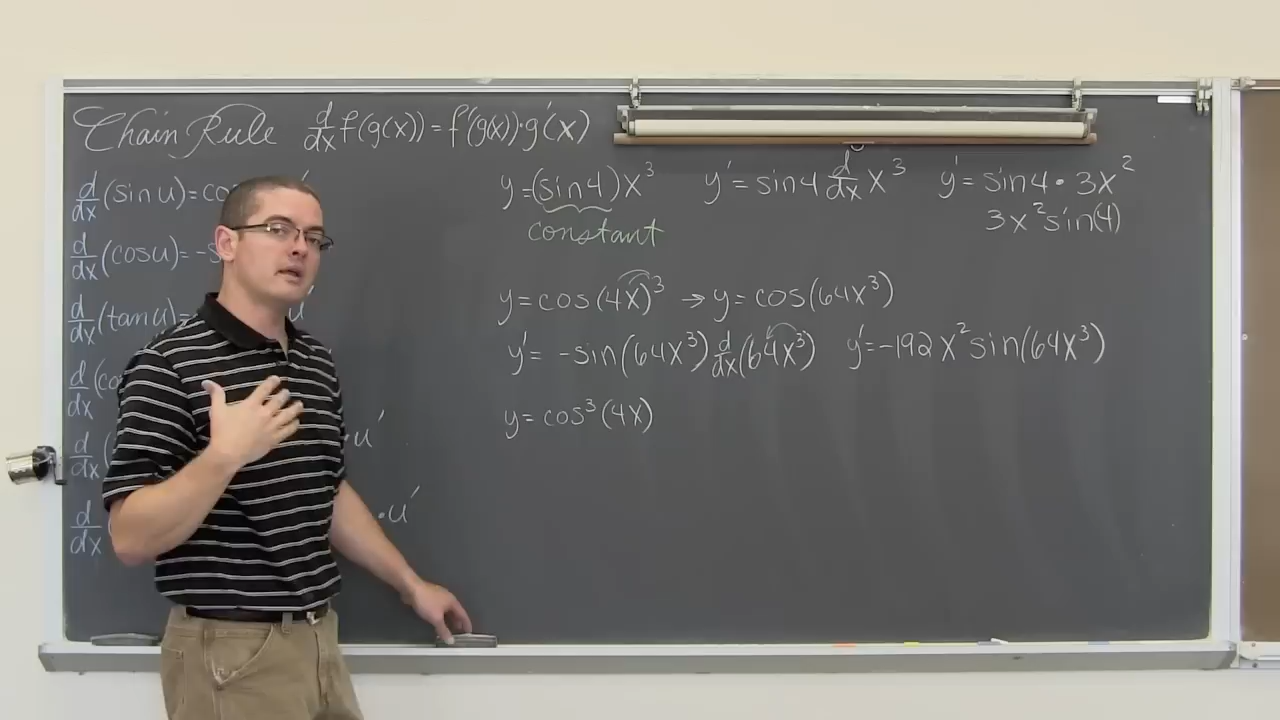 Chain Rule d/dx f(g(x)) = f'(g(x))·g'(x)
d/dx (sin u) = co
d/dx (cos u) = -s
d/dx (tan u) = u'
d/dx (co
d/dx ( ·u'
d/dx ( ·u'
y = (sin 4)x³ y' = sin 4 d/dx x³ y' = sin 4 · 3x²
constant 3x² sin(4)
y = cos(4x)³ → y = cos(64x³)
y' = -sin(64x³) d/dx (64x³) y' = -192x² sin(64x³)
y = cos³(4x)